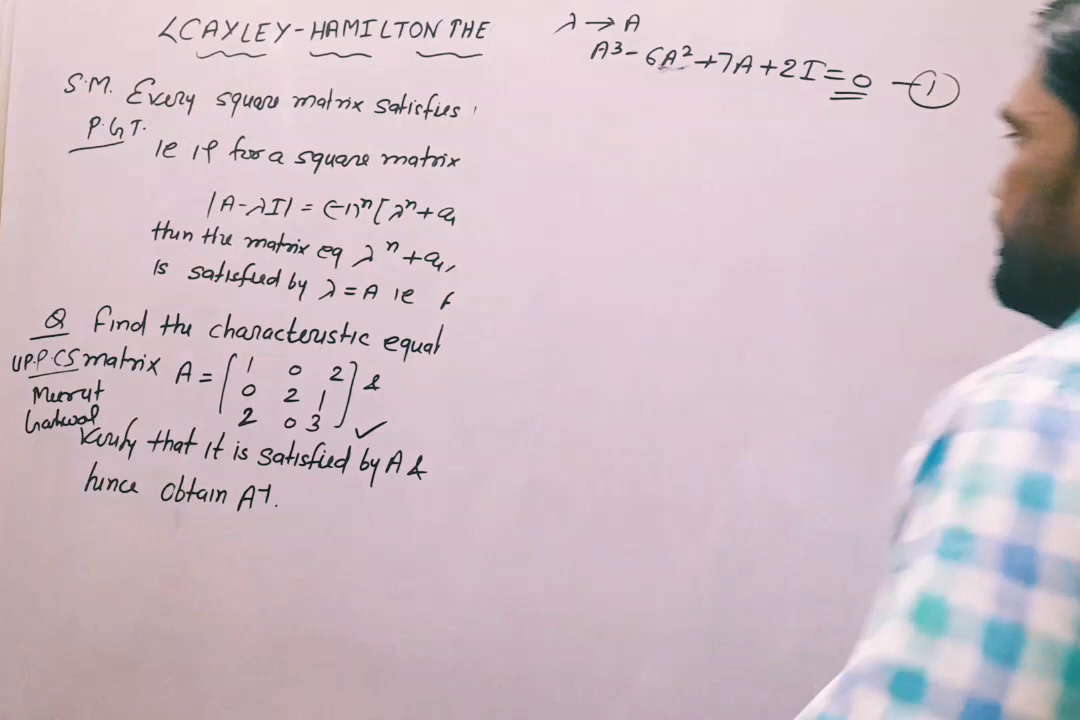 CAYLEY-HAMILTON THE
S.M. Every square matrix satisfies
P.G.T.
ie if for a square matrix
|A-λI| = (-1)ⁿ[λⁿ+a₁
then the matrix eq λⁿ+a₁,
is satisfied by λ=A ie
Q Find the characteristic equat
U.P.P.CS matrix A = [1 0 2
0 2 1
2 0 3] & ✓
Meerut
Garhwal
Verify that it is satisfied by A &
hence obtain A⁻¹.
λ → A
A³-6A²+7A+2I=0 —①